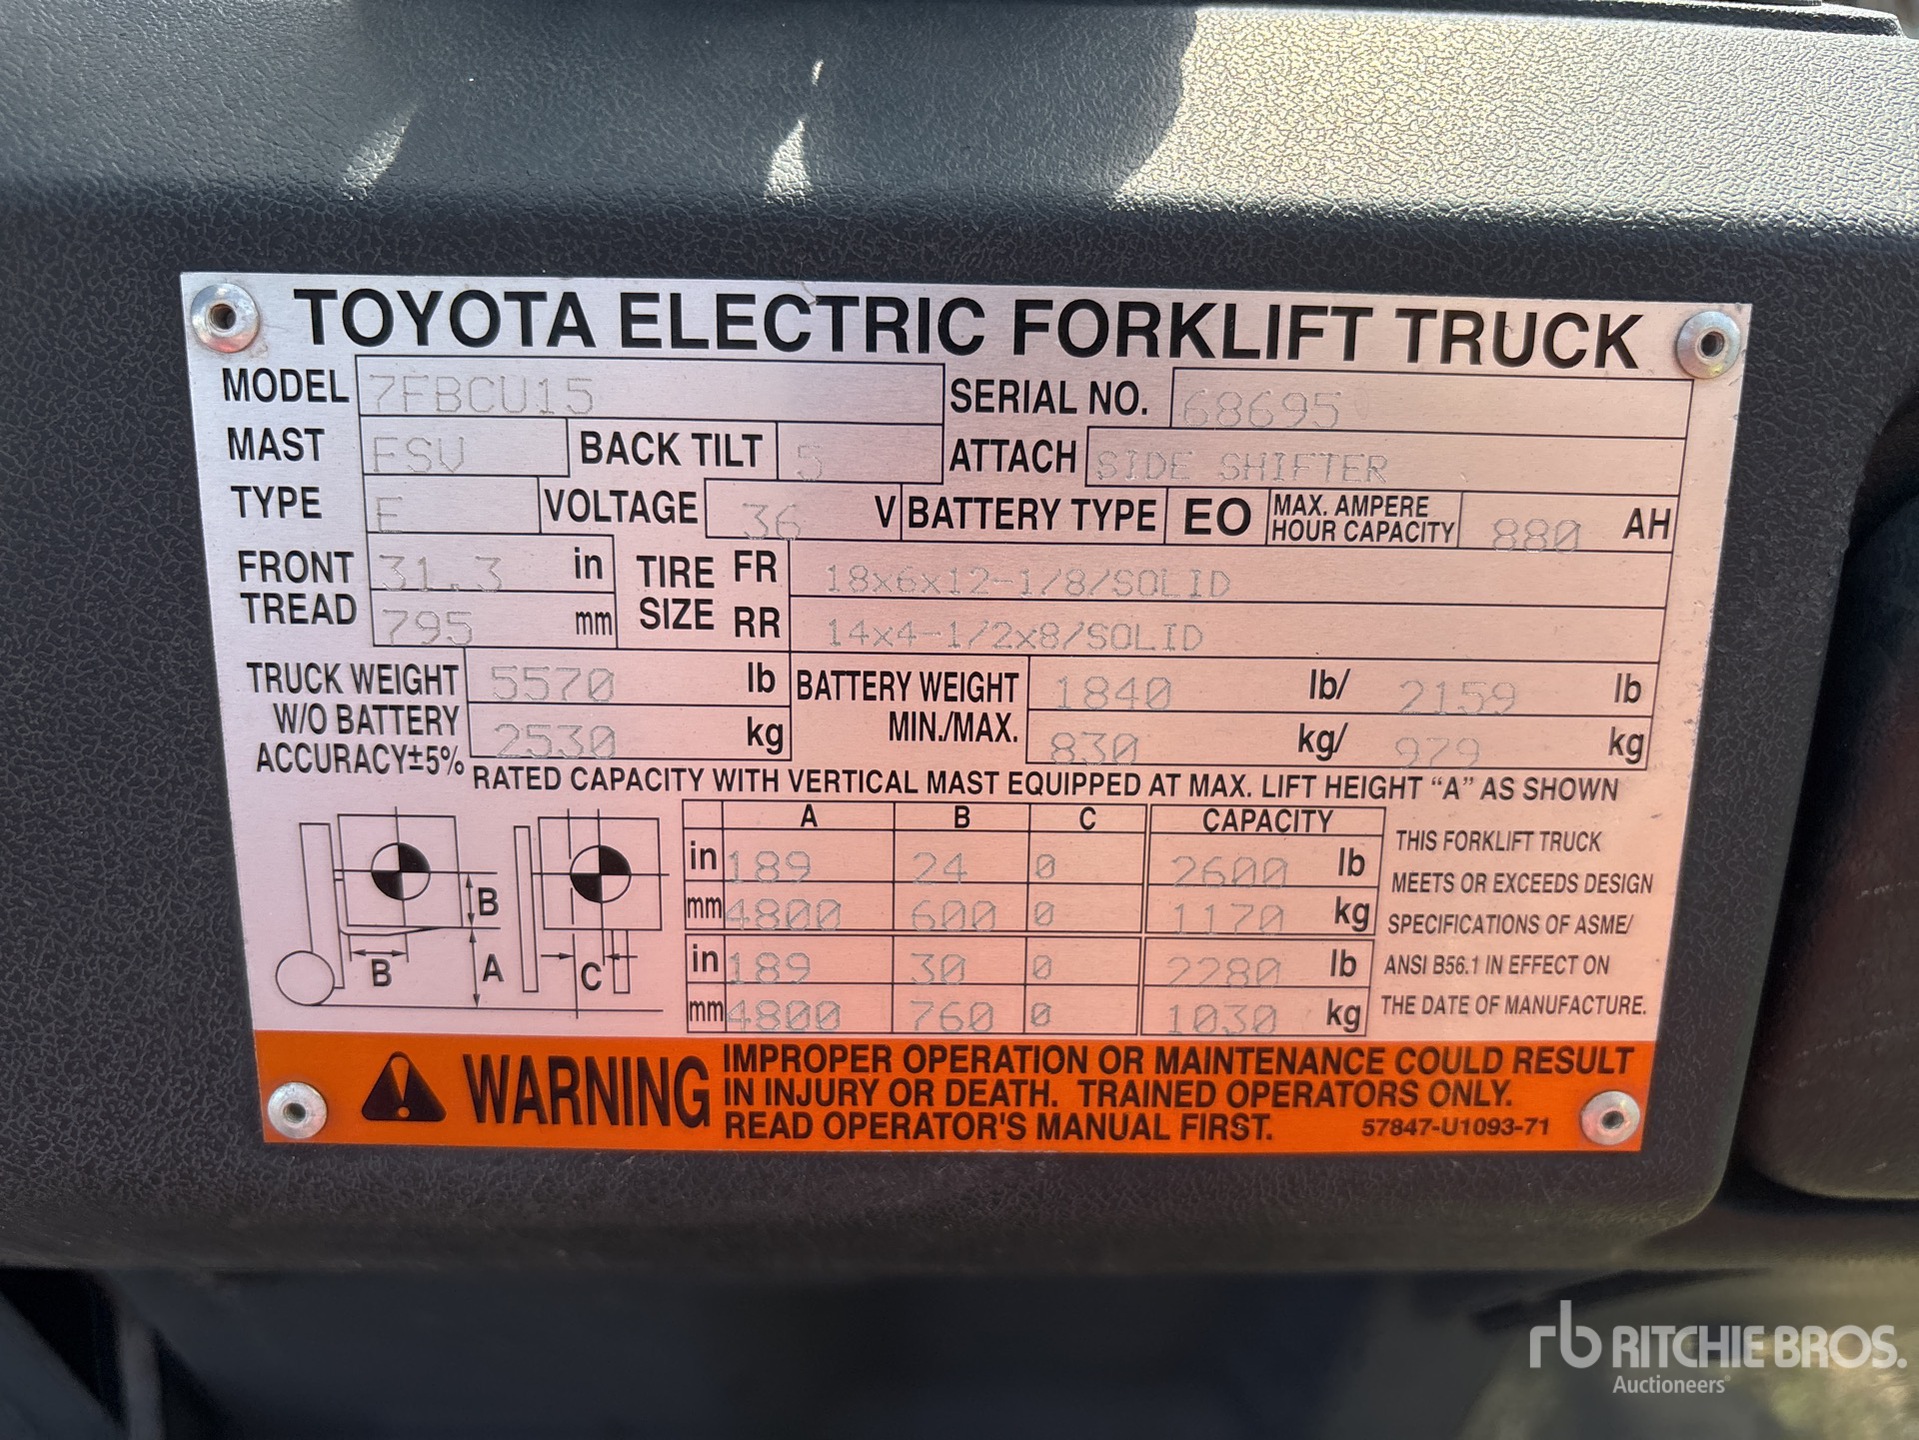 TOYOTA ELECTRIC FORKLIFT TRUCK
MODEL 7FBCU15 SERIAL NO. 68695
MAST FSV BACK TILT 5 ATTACH SIDE SHIFTER
TYPE E VOLTAGE 36 V BATTERY TYPE EO MAX. AMPERE HOUR CAPACITY 880 AH
FRONT TREAD 31.3 in TIRE SIZE FR 18x6x12-1/8/SOLID
795 mm RR 14x4-1/2x8/SOLID
TRUCK WEIGHT 5570 lb BATTERY WEIGHT 1840 lb/ 2159 lb
W/O BATTERY 2530 kg MIN./MAX. 830 kg/ 979 kg
ACCURACY±5%
RATED CAPACITY WITH VERTICAL MAST EQUIPPED AT MAX. LIFT HEIGHT "A" AS SHOWN
A B C CAPACITY
in 189 24 0 2600 lb
mm 4800 600 0 1170 kg
in 189 30 0 2280 lb
mm 4800 760 0 1030 kg
B
B A C
THIS FORKLIFT TRUCK
MEETS OR EXCEEDS DESIGN
SPECIFICATIONS OF ASME/
ANSI B56.1 IN EFFECT ON
THE DATE OF MANUFACTURE.
WARNING
IMPROPER OPERATION OR MAINTENANCE COULD RESULT
IN INJURY OR DEATH. TRAINED OPERATORS ONLY.
READ OPERATOR'S MANUAL FIRST. 57847-U1093-71
rb RITCHIE BROS.
Auctioneers